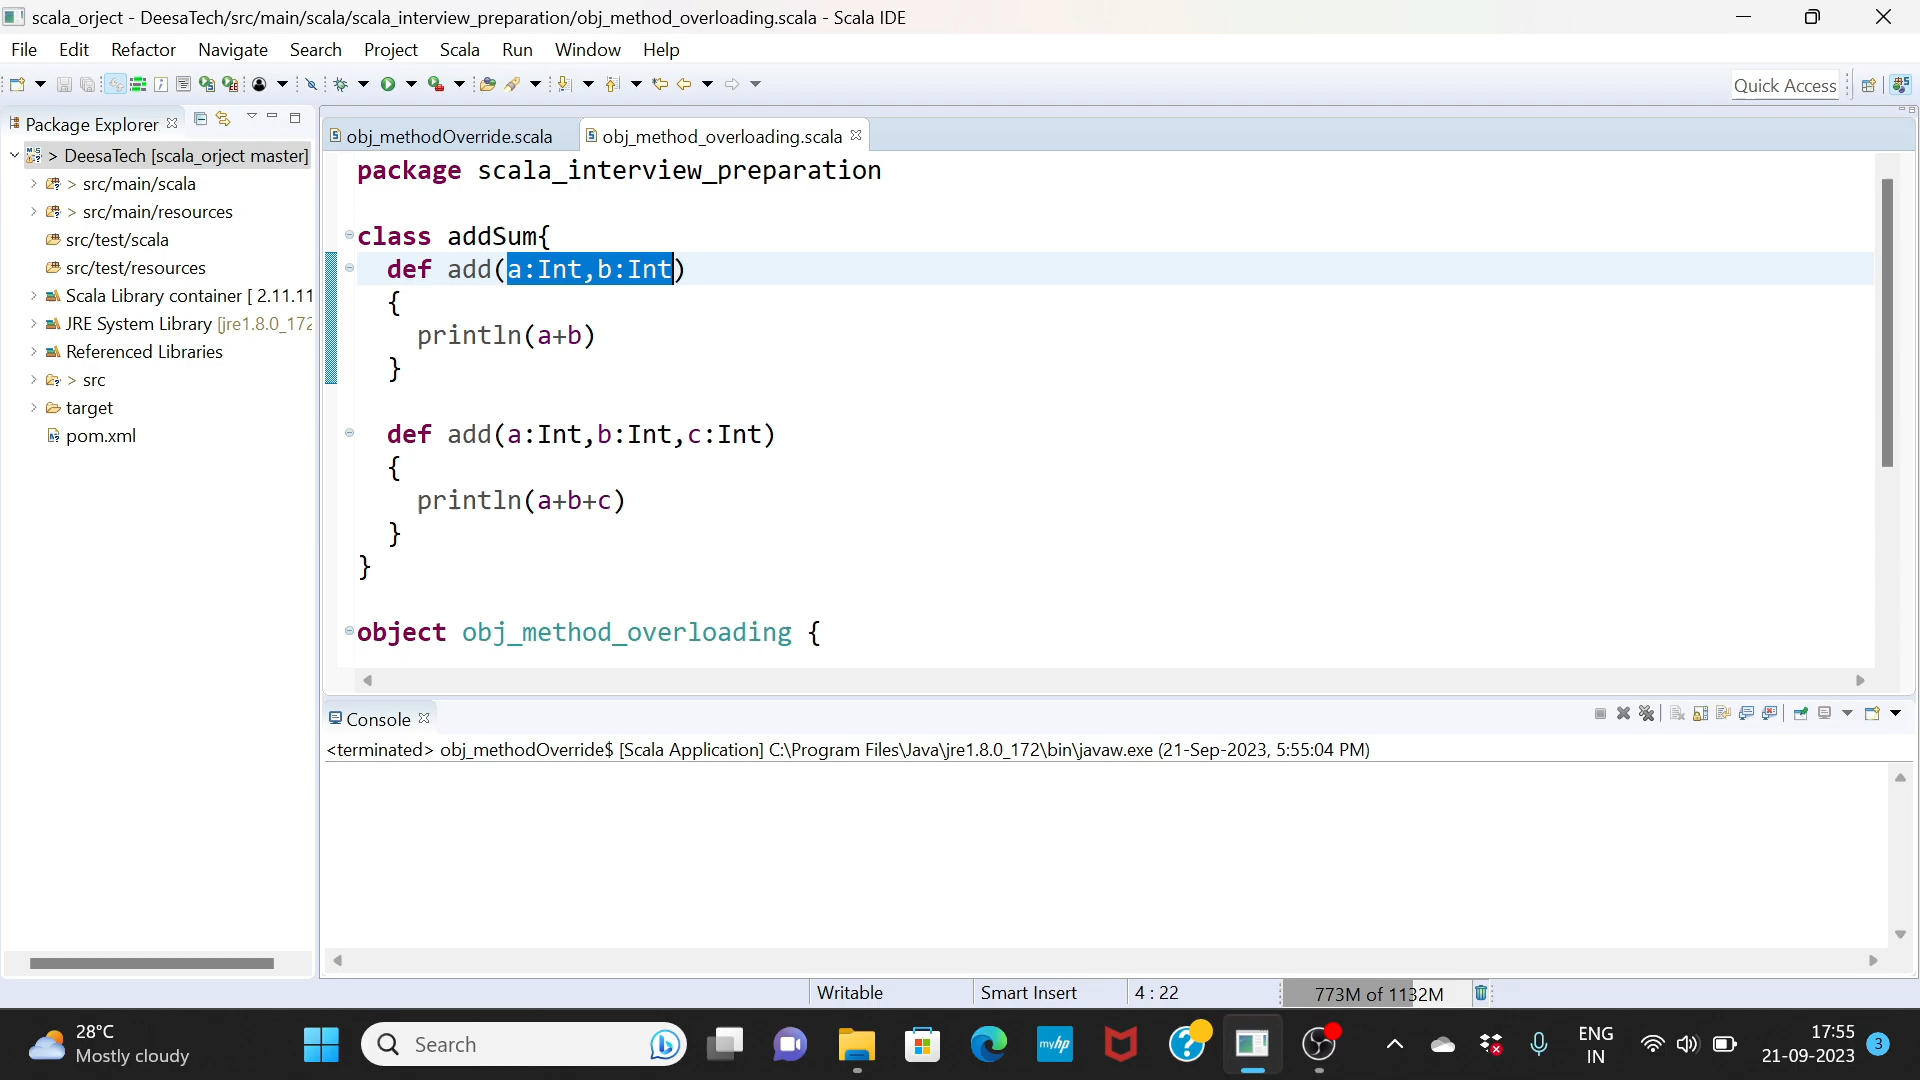 scala_orject - DeesaTech/src/main/scala/scala_interview_preparation/obj_method_overloading.scala - Scala IDE
File Edit Refactor Navigate Search Project Scala Run Window Help
Quick Access
Package Explorer
> DeesaTech [scala_orject master]
> src/main/scala
> src/main/resources
src/test/scala
src/test/resources
Scala Library container [ 2.11.11
JRE System Library [jre1.8.0_172
Referenced Libraries
> src
target
pom.xml
obj_methodOverride.scala
obj_method_overloading.scala
package scala_interview_preparation
class addSum{
def add(a:Int,b:Int)
{
println(a+b)
}
def add(a:Int,b:Int,c:Int)
{
println(a+b+c)
}
}
object obj_method_overloading {
Console
<terminated> obj_methodOverride$ [Scala Application] C:\Program Files\Java\jre1.8.0_172\bin\javaw.exe (21-Sep-2023, 5:55:04 PM)
Writable
Smart Insert
4 : 22
773M of 1132M
28°C
Mostly cloudy
Search
myhp
ENG
IN
17:55
21-09-2023
3